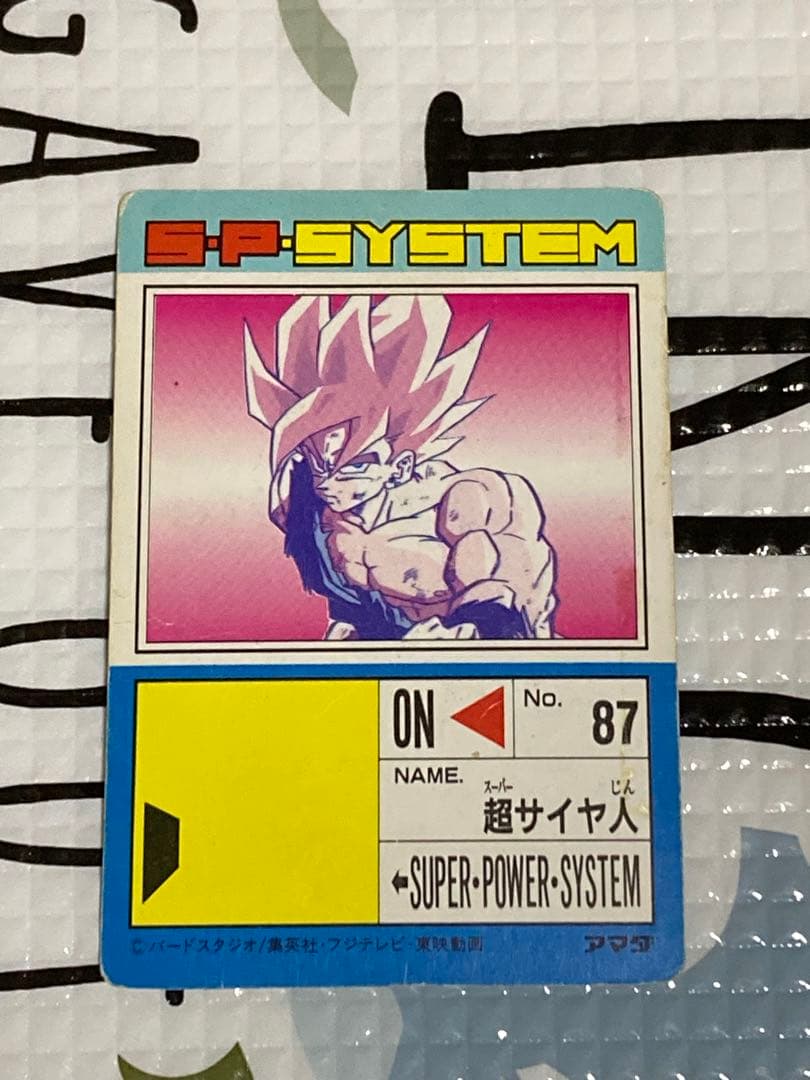 S·P·SYSTEM
ON
No. 87
NAME.
スーパー じん
超サイヤ人
SUPER·POWER·SYSTEM
©バードスタジオ/集英社·フジテレビ·東映動画
アマダ